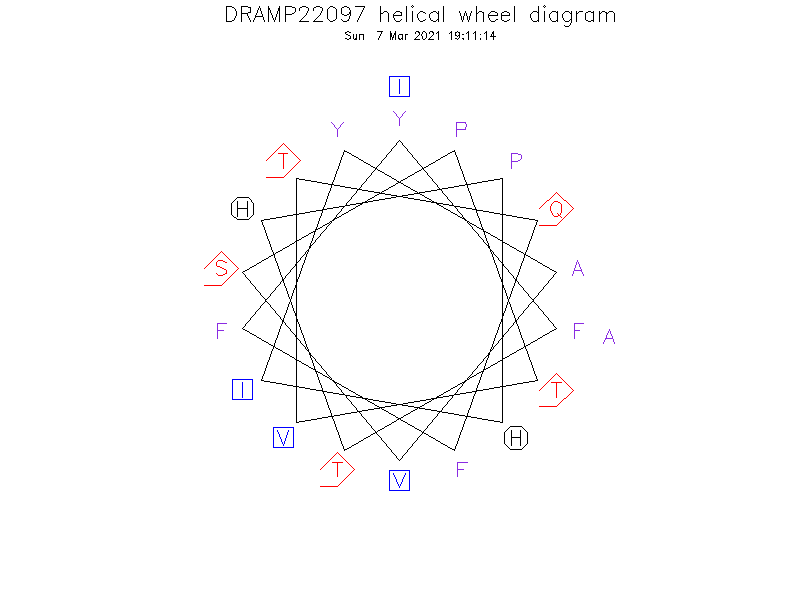 DRAMP22097 helical wheel diagram
Sun 7 Mar 2021 19:11:14
I
Y
Y P
T P
H Q
S A
F F A
I T
V H
T F
V